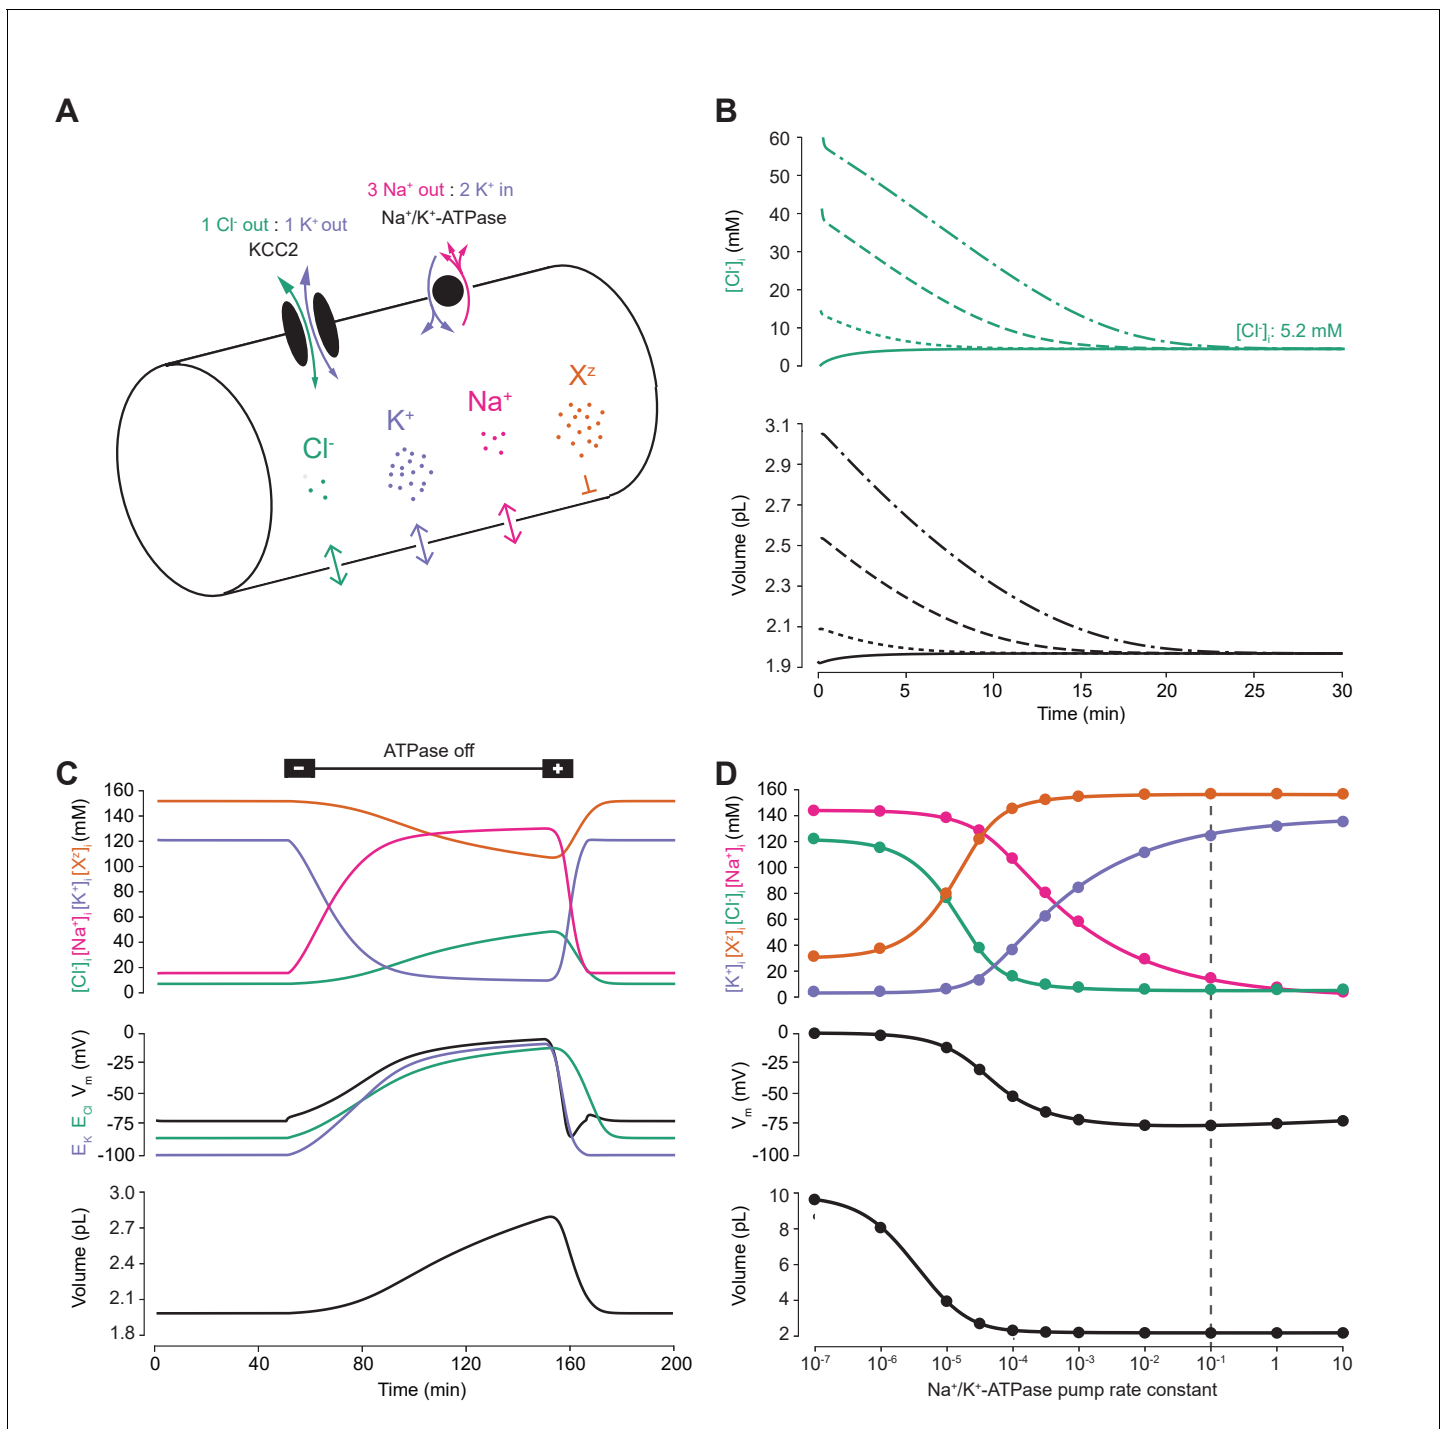 A
3 Na⁺ out : 2 K⁺ in
Na⁺/K⁺-ATPase
1 Cl⁻ out : 1 K⁺ out
KCC2
Cl⁻
K⁺
Na⁺
Xᶻ
B
[Cl⁻]ᵢ (mM)
60
50
40
30
20
10
0
[Cl⁻]ᵢ: 5.2 mM
Volume (pL)
3.1
2.9
2.7
2.5
2.3
2.1
1.9
0 5 10 15 20 25 30
Time (min)
C
ATPase off
− +
[Cl⁻]ᵢ [Na⁺]ᵢ [K⁺]ᵢ [Xᶻ]ᵢ (mM)
160
140
120
100
80
60
40
20
0
E_K E_Cl V_m (mV)
0
-25
-50
-75
-100
Volume (pL)
3.0
2.7
2.4
2.1
1.8
0 40 80 120 160 200
Time (min)
D
[K⁺]ᵢ [Xᶻ]ᵢ [Cl⁻]ᵢ [Na⁺]ᵢ (mM)
160
140
120
100
80
60
40
20
0
V_m (mV)
0
-25
-50
-75
-100
Volume (pL)
10
8
6
4
2
10⁻⁷ 10⁻⁶ 10⁻⁵ 10⁻⁴ 10⁻³ 10⁻² 10⁻¹ 1 10
Na⁺/K⁺-ATPase pump rate constant